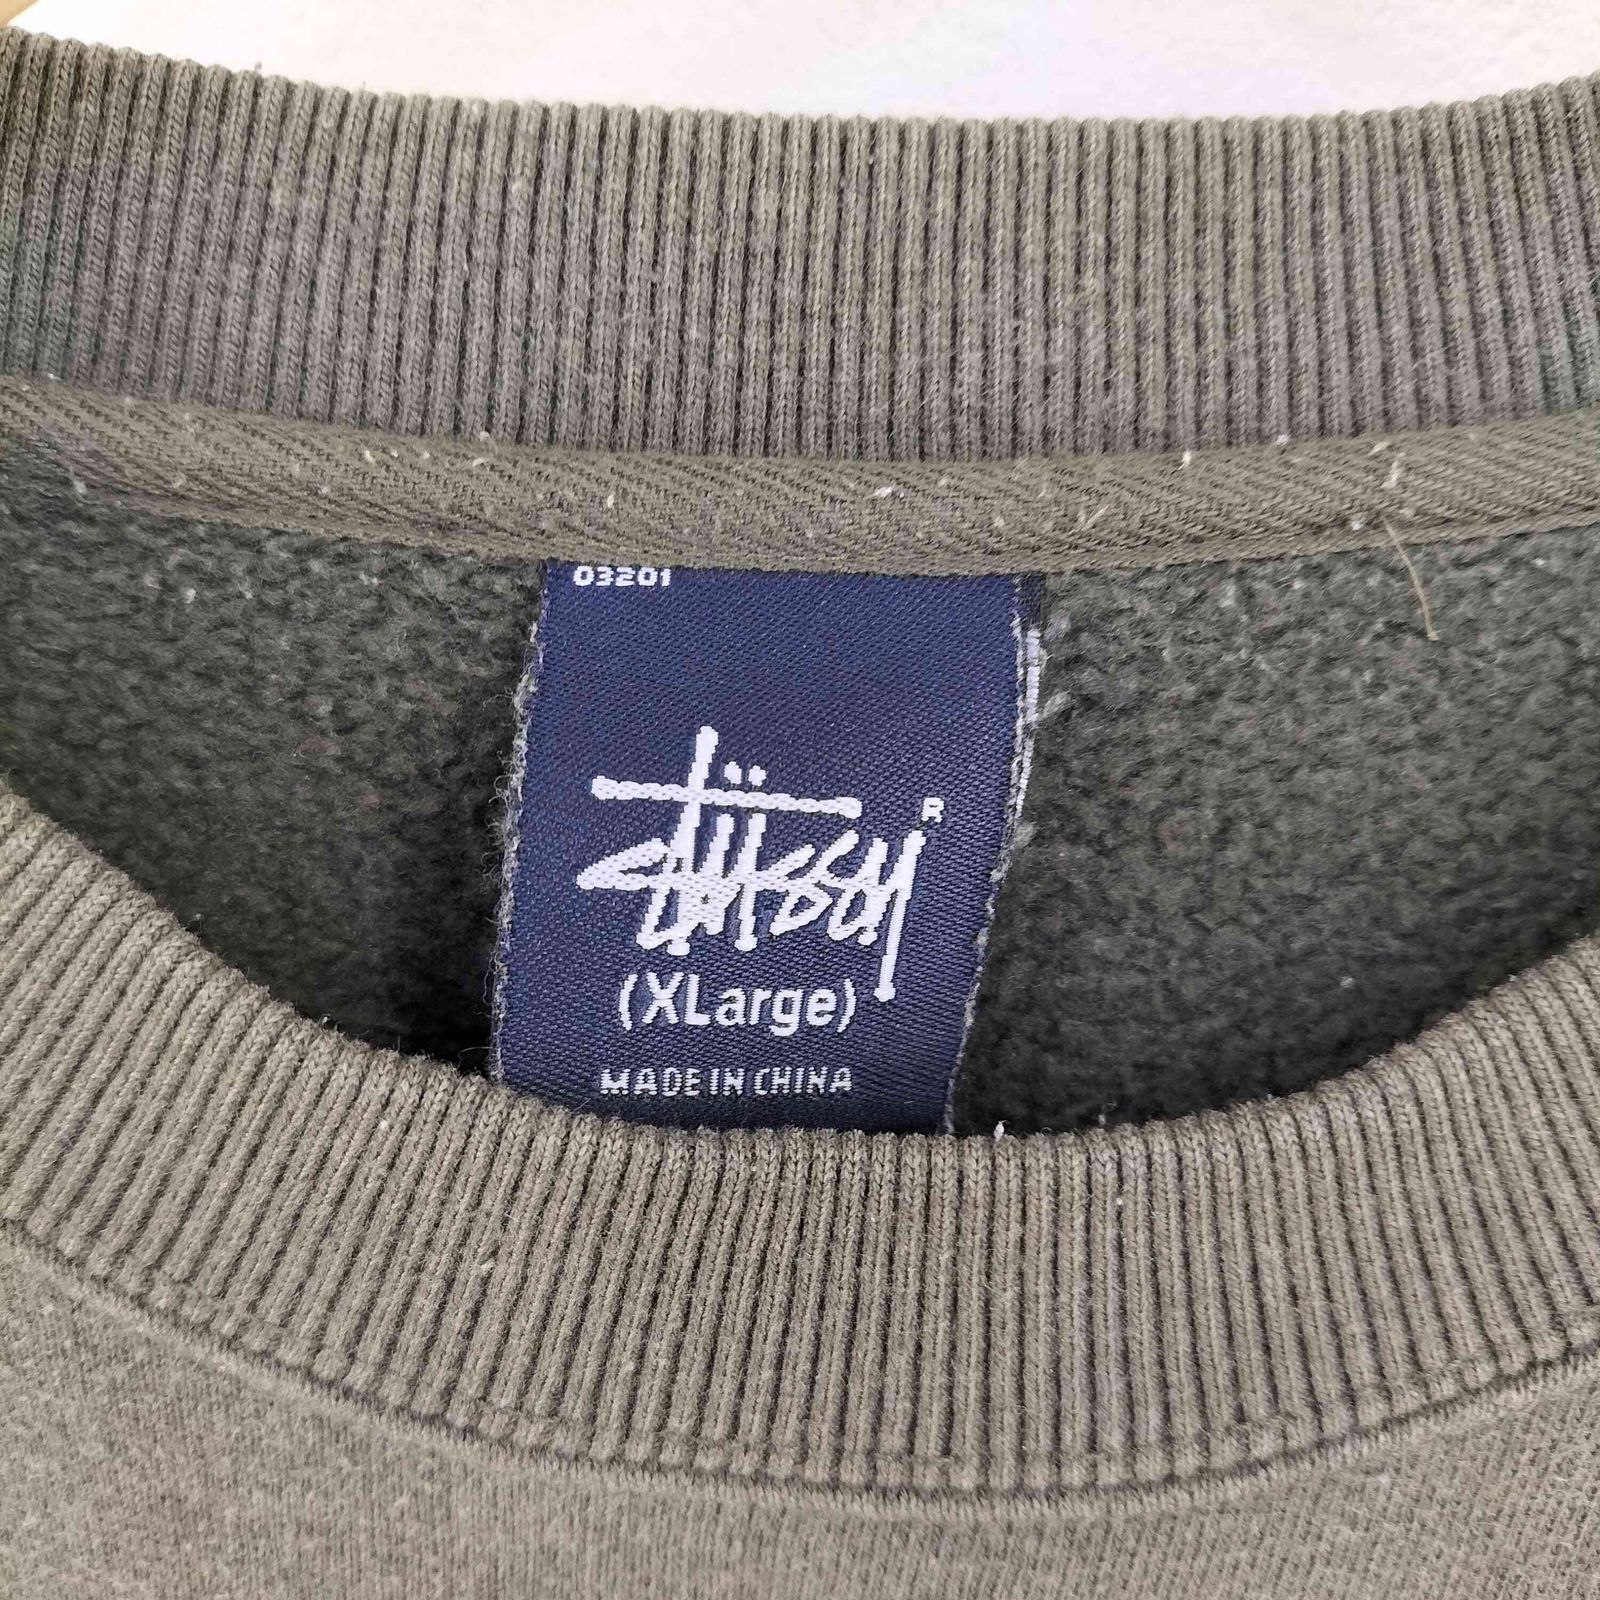 03201
Stüssy R
(XLarge)
MADE IN CHINA